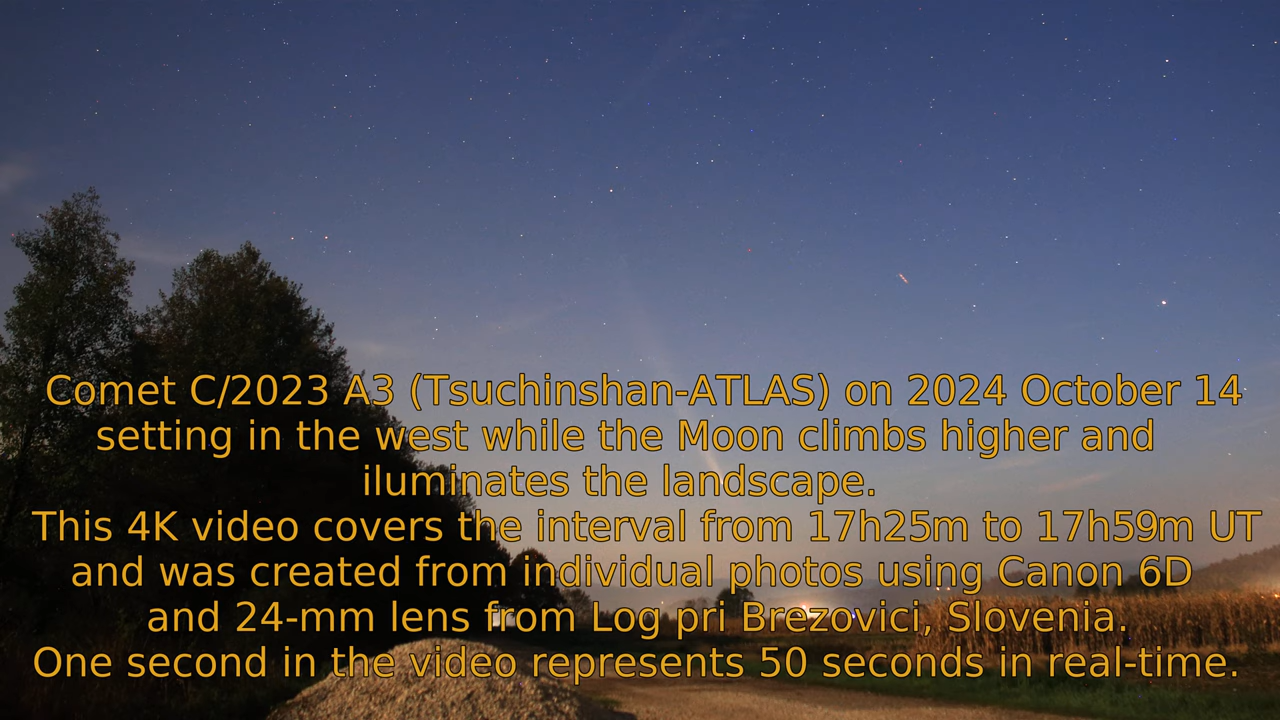 Comet C/2023 A3 (Tsuchinshan-ATLAS) on 2024 October 14
setting in the west while the Moon climbs higher and
iluminates the landscape.
This 4K video covers the interval from 17h25m to 17h59m UT
and was created from individual photos using Canon 6D
and 24-mm lens from Log pri Brezovici, Slovenia.
One second in the video represents 50 seconds in real-time.